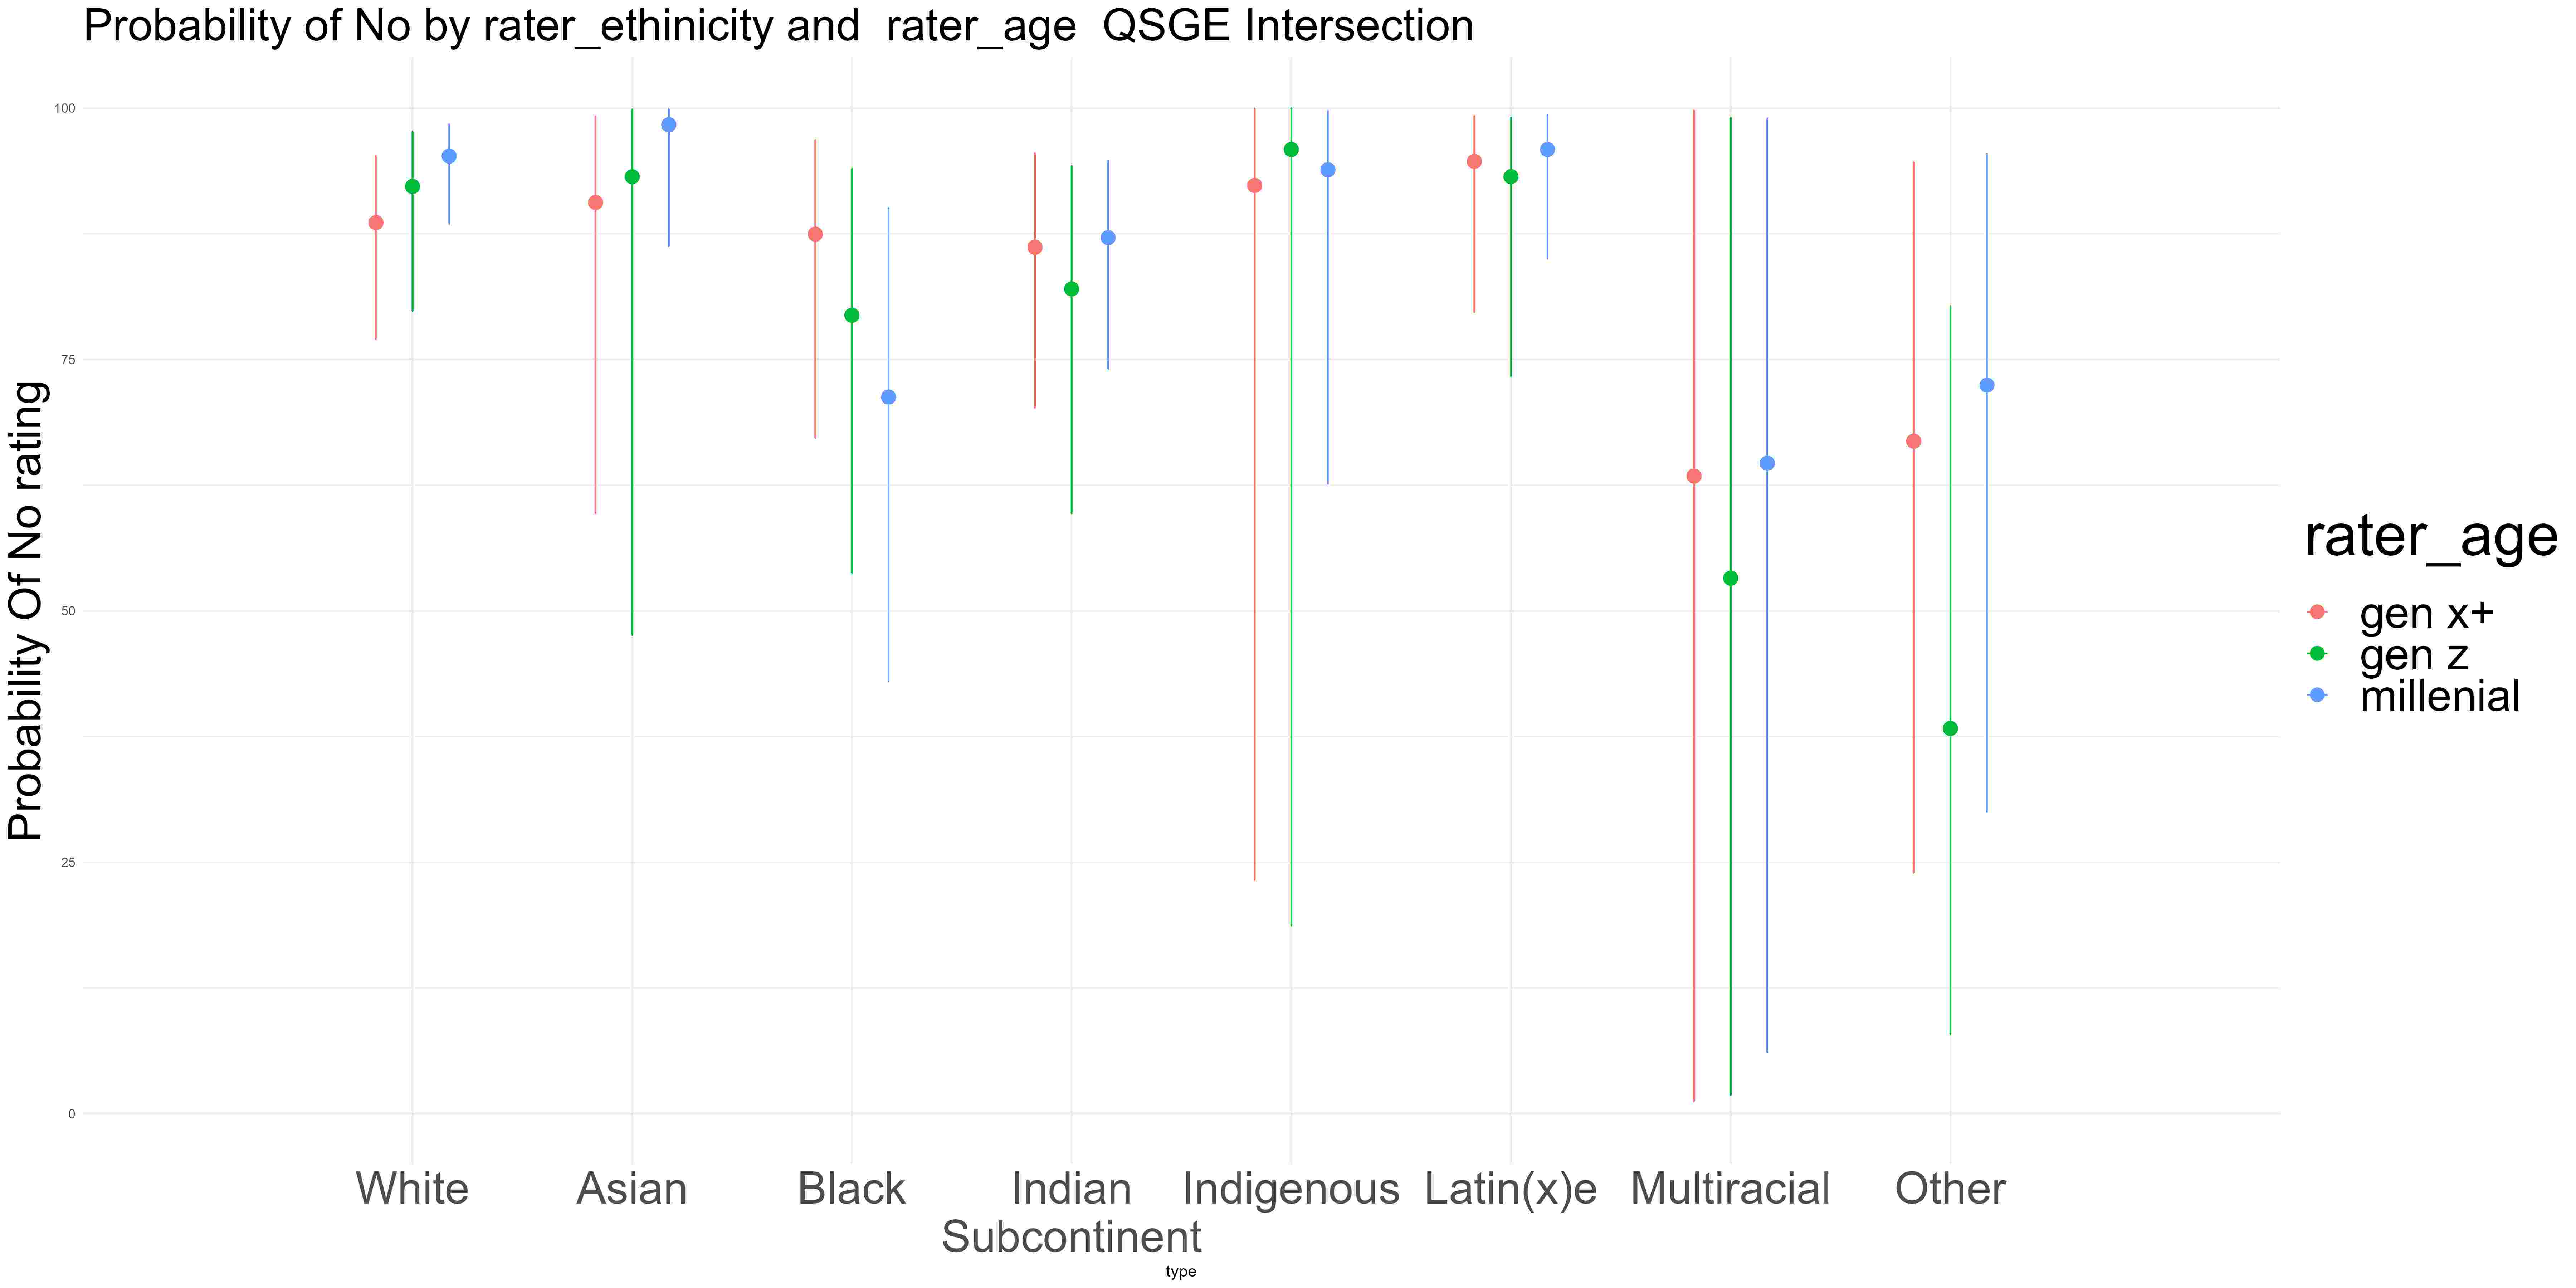 Probability of No by rater_ethinicity and  rater_age  QSGE Intersection
Probability Of No rating
100
75
50
25
0
White
Asian
Black
Indian
Subcontinent
Indigenous
Latin(x)e
Multiracial
Other
type
rater_age
gen x+
gen z
millenial